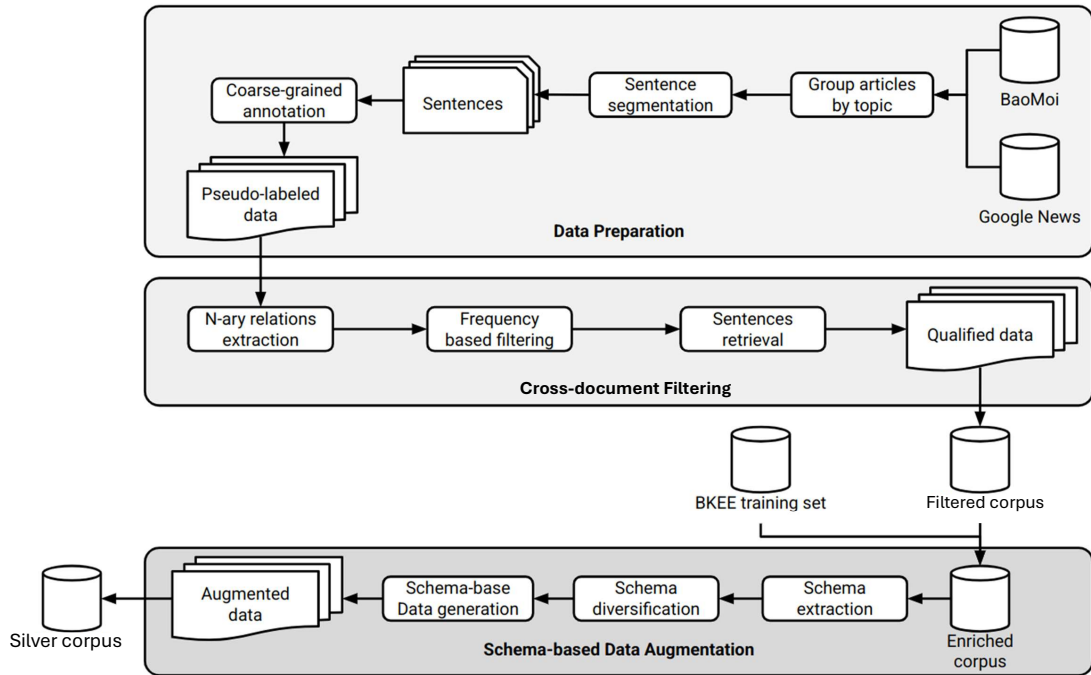 BaoMoi
Google News
Group articles
by topic
Sentence
segmentation
Sentences
Coarse-grained
annotation
Pseudo-labeled
data
Data Preparation
N-ary relations
extraction
Frequency
based filtering
Sentences
retrieval
Qualified data
Cross-document Filtering
BKEE training set
Filtered corpus
Enriched
corpus
Schema
extraction
Schema
diversification
Schema-base
Data generation
Augmented
data
Silver corpus
Schema-based Data Augmentation